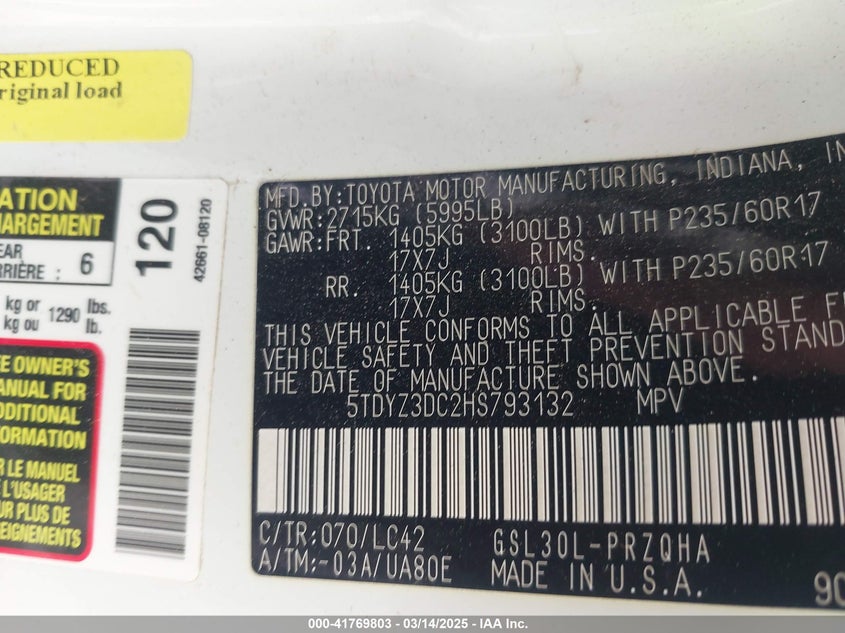 REDUCED
riginal load
ATION
HARGEMENT
EAR
RRIÈRE : 6
kg or 1290 lbs.
kg ou lb.
120
42661-08120
E OWNER'S
ANUAL FOR
DDITIONAL
FORMATION
R LE MANUEL
L'USAGER
UR PLUS DE
EIGNEMENTS
MFD.BY:TOYOTA MOTOR MANUFACTURING, INDIANA, IN
GVWR:2715KG (5995LB)
GAWR:FRT. 1405KG (3100LB) WITH P235/60R17
17X7J RIMS.
RR. 1405KG (3100LB) WITH P235/60R17
17X7J RIMS.
THIS VEHICLE CONFORMS TO ALL APPLICABLE F
VEHICLE SAFETY AND THEFT PREVENTION STAND
THE DATE OF MANUFACTURE SHOWN ABOVE.
5TDYZ3DC2HS793132 MPV
C/TR:070/LC42 GSL30L-PRZQHA
A/TM:-03A/UA80E MADE IN U.S.A.
90
000-41769803 - 03/14/2025 - IAA Inc.